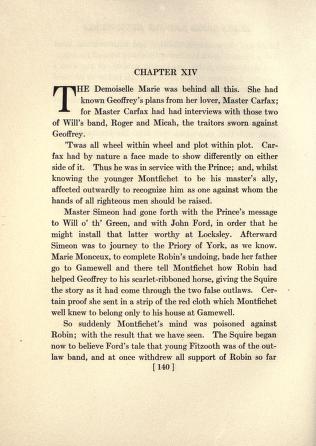 CHAPTER XIV
THE Demoiselle Marie was behind all this. She had
known Geoffrey's plans from her lover, Master Carfax;
for Master Carfax had had interviews with those two
of Will's band, Roger and Micah, the traitors sworn against
Geoffrey.
'Twas all wheel within wheel and plot within plot. Car-
fax had by nature a face made to show differently on either
side of it. Thus he was in service with the Prince; and, whilst
knowing the younger Montfichet to be his master's ally,
affected outwardly to recognize him as one against whom the
hands of all righteous men should be raised.
Master Simeon had gone forth with the Prince's message
to Will o' th' Green, and with John Ford, in order that he
might install that latter worthy at Locksley. Afterward
Simeon was to journey to the Priory of York, as we know.
Marie Monceux, to complete Robin's undoing, bade her father
go to Gamewell and there tell Montfichet how Robin had
helped Geoffrey to his scarlet-ribboned horse, giving the Squire
the story as it had come through the two false outlaws. Cer-
tain proof she sent in a strip of the red cloth which Montfichet
well knew to belong only to his house at Gamewell.
So suddenly Montfichet's mind was poisoned against
Robin; with the result that we have seen. The Squire began
now to believe Ford's tale that young Fitzooth was of the out-
law band, and at once withdrew all support of Robin so far
[ 140 ]